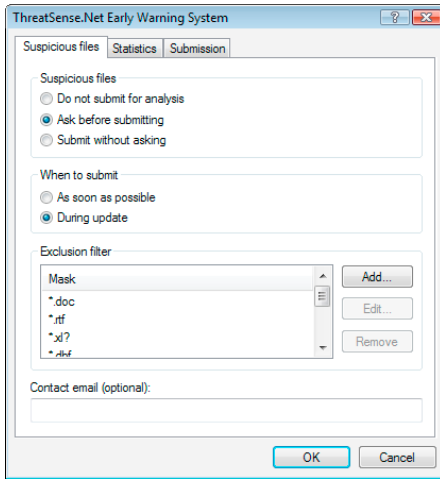 ThreatSense.Net Early Warning System
Suspicious files Statistics Submission
Suspicious files
Do not submit for analysis
Ask before submitting
Submit without asking
When to submit
As soon as possible
During update
Exclusion filter
Mask
*.doc
*.rtf
*.xl?
*.dbf
Add...
Edit...
Remove
Contact email (optional):
OK Cancel